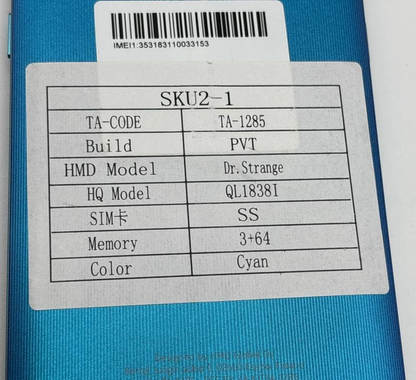 IMEI1:353183110033153
SKU2-1
TA-CODE TA-1285
Build PVT
HMD Model Dr.Strange
HQ Model QL1838I
SIM卡 SS
Memory 3+64
Color Cyan